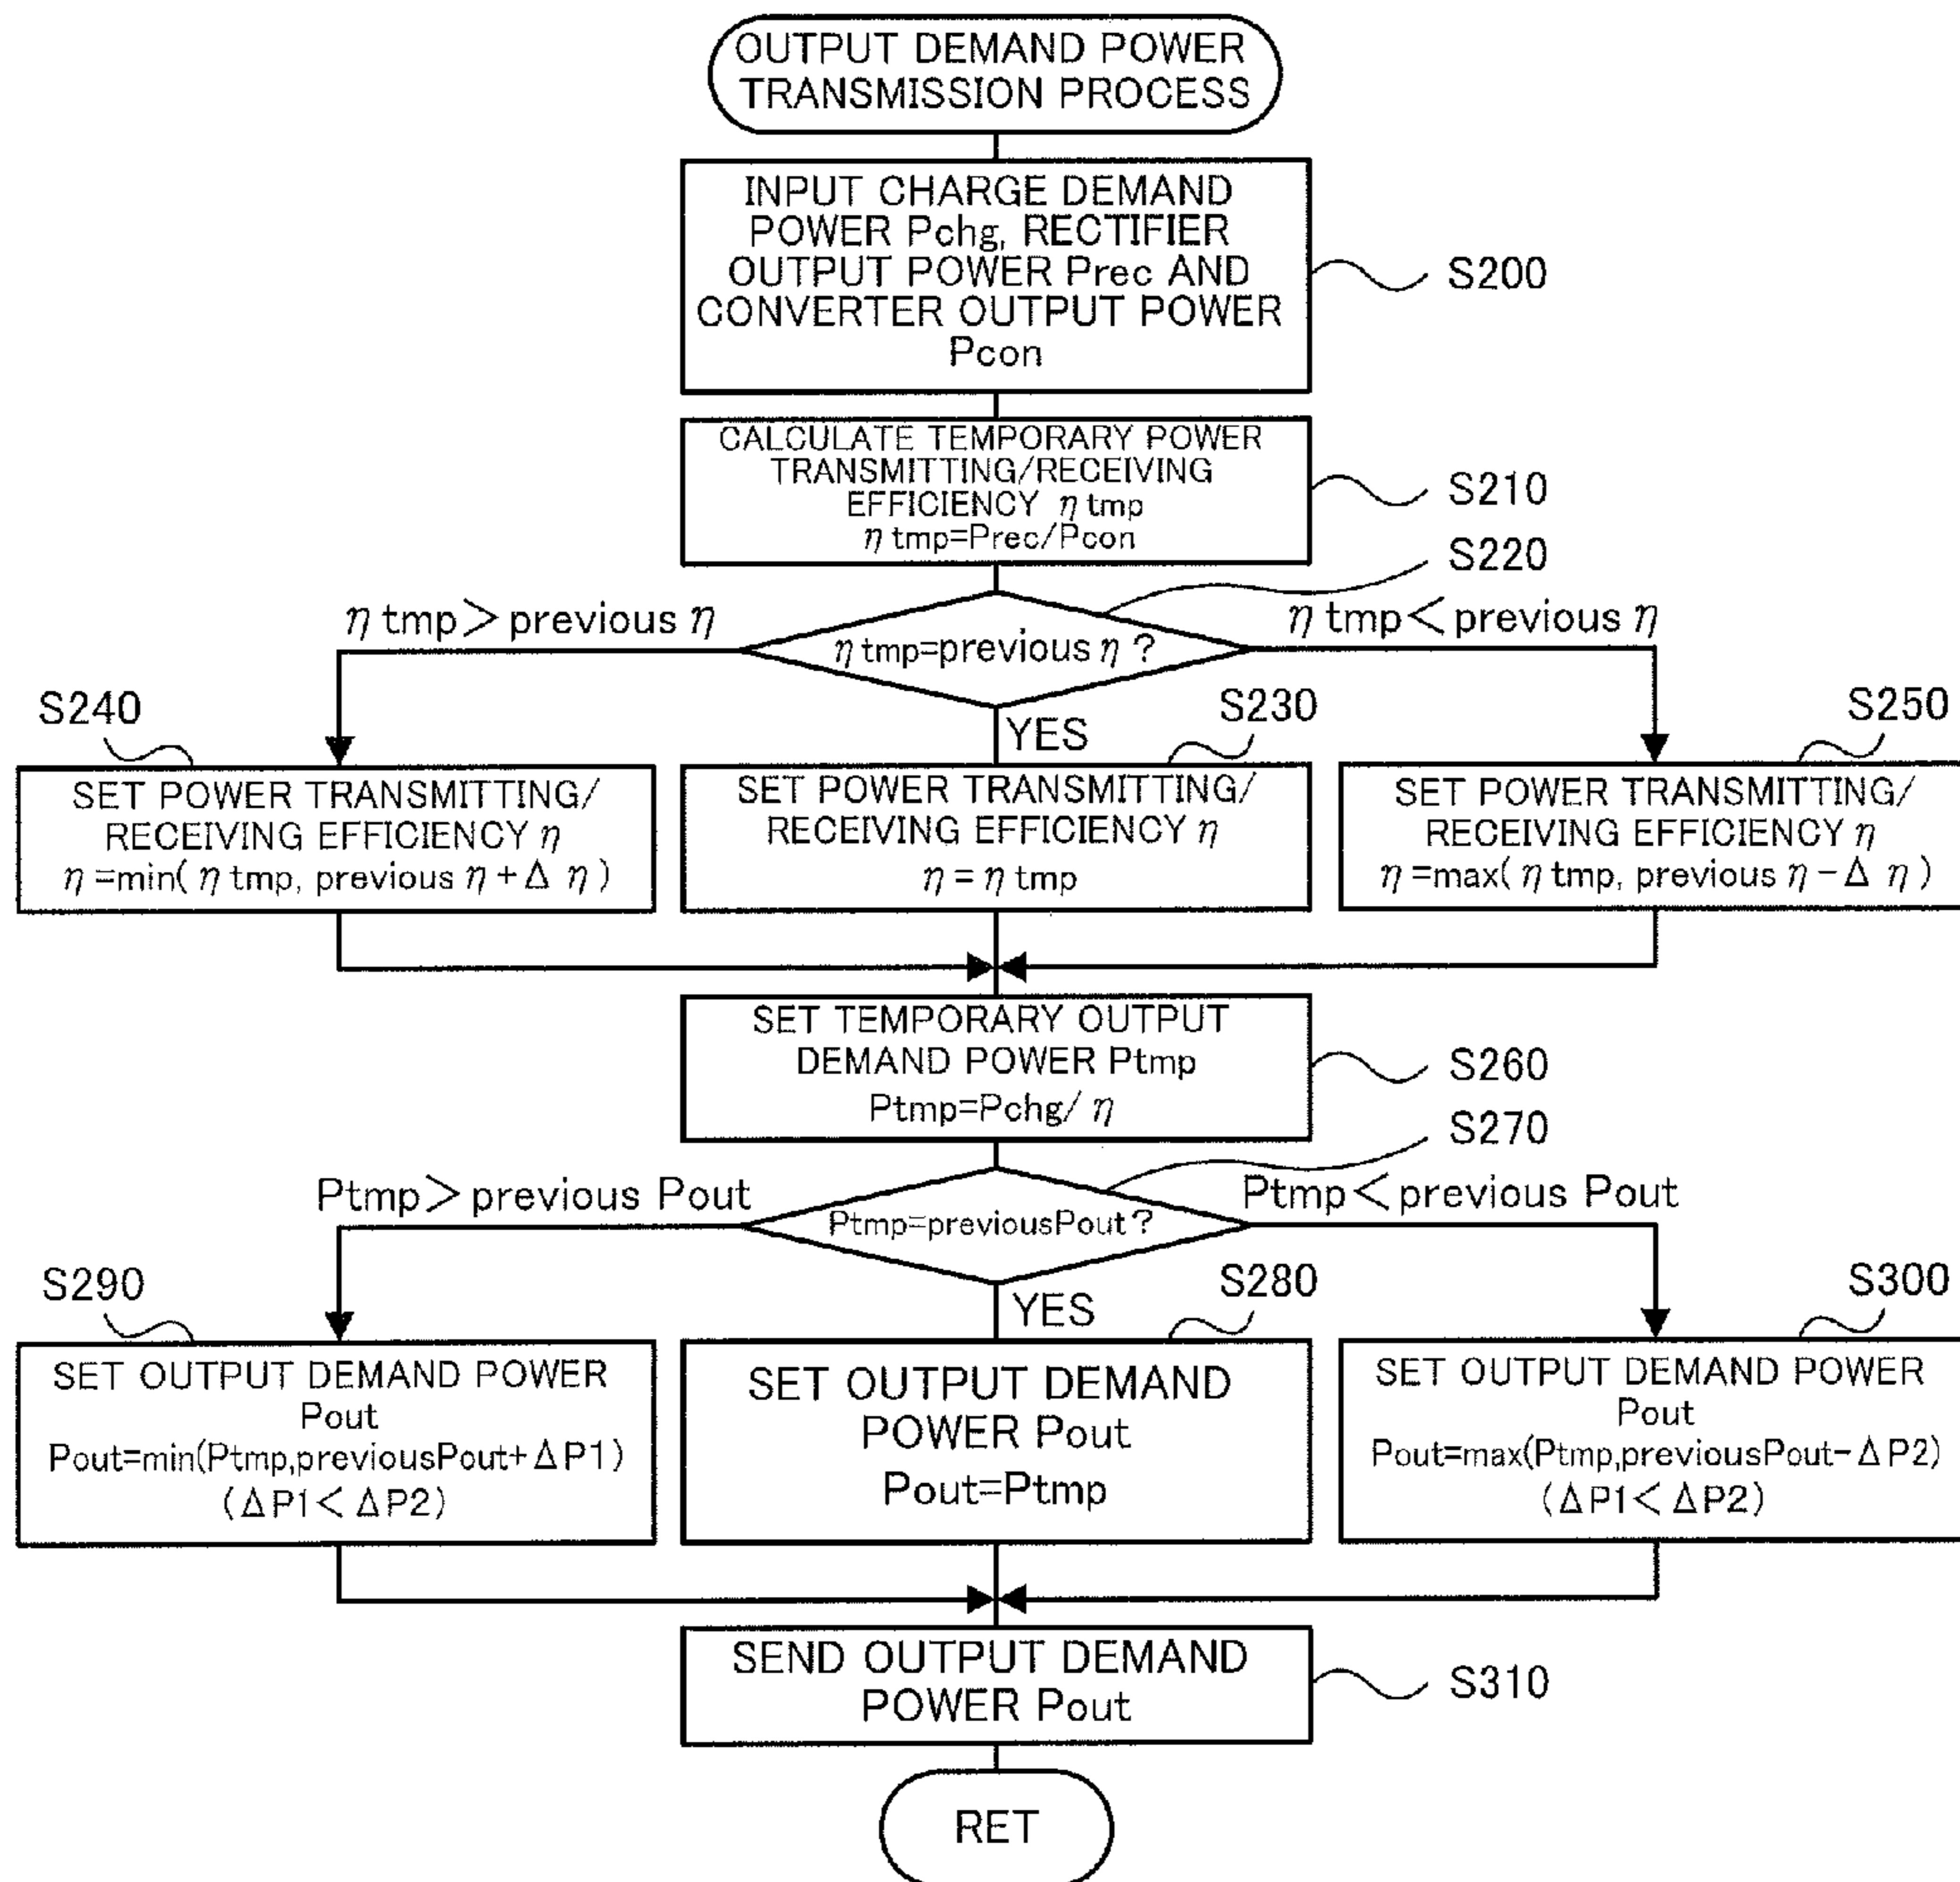 OUTPUT DEMAND POWER
TRANSMISSION PROCESS
INPUT CHARGE DEMAND
POWER Pchg, RECTIFIER
OUTPUT POWER Prec AND
CONVERTER OUTPUT POWER
Pcon
S200
CALCULATE TEMPORARY POWER
TRANSMITTING/RECEIVING
EFFICIENCY η tmp
η tmp=Prec/Pcon
S210
S220
η tmp>previous η
η tmp=previous η ?
η tmp<previous η
S240
YES
S230
S250
SET POWER TRANSMITTING/
RECEIVING EFFICIENCY η
η =min( η tmp, previous η +Δ η )
SET POWER TRANSMITTING/
RECEIVING EFFICIENCY η
η = η tmp
SET POWER TRANSMITTING/
RECEIVING EFFICIENCY η
η =max( η tmp, previous η -Δ η )
SET TEMPORARY OUTPUT
DEMAND POWER Ptmp
Ptmp=Pchg/ η
S260
S270
Ptmp>previous Pout
Ptmp=previousPout?
Ptmp<previous Pout
S290
YES
S280
S300
SET OUTPUT DEMAND POWER
Pout
Pout=min(Ptmp,previousPout+ΔP1)
(ΔP1<ΔP2)
SET OUTPUT DEMAND
POWER Pout
Pout=Ptmp
SET OUTPUT DEMAND POWER
Pout
Pout=max(Ptmp,previousPout-ΔP2)
(ΔP1<ΔP2)
SEND OUTPUT DEMAND
POWER Pout
S310
RET